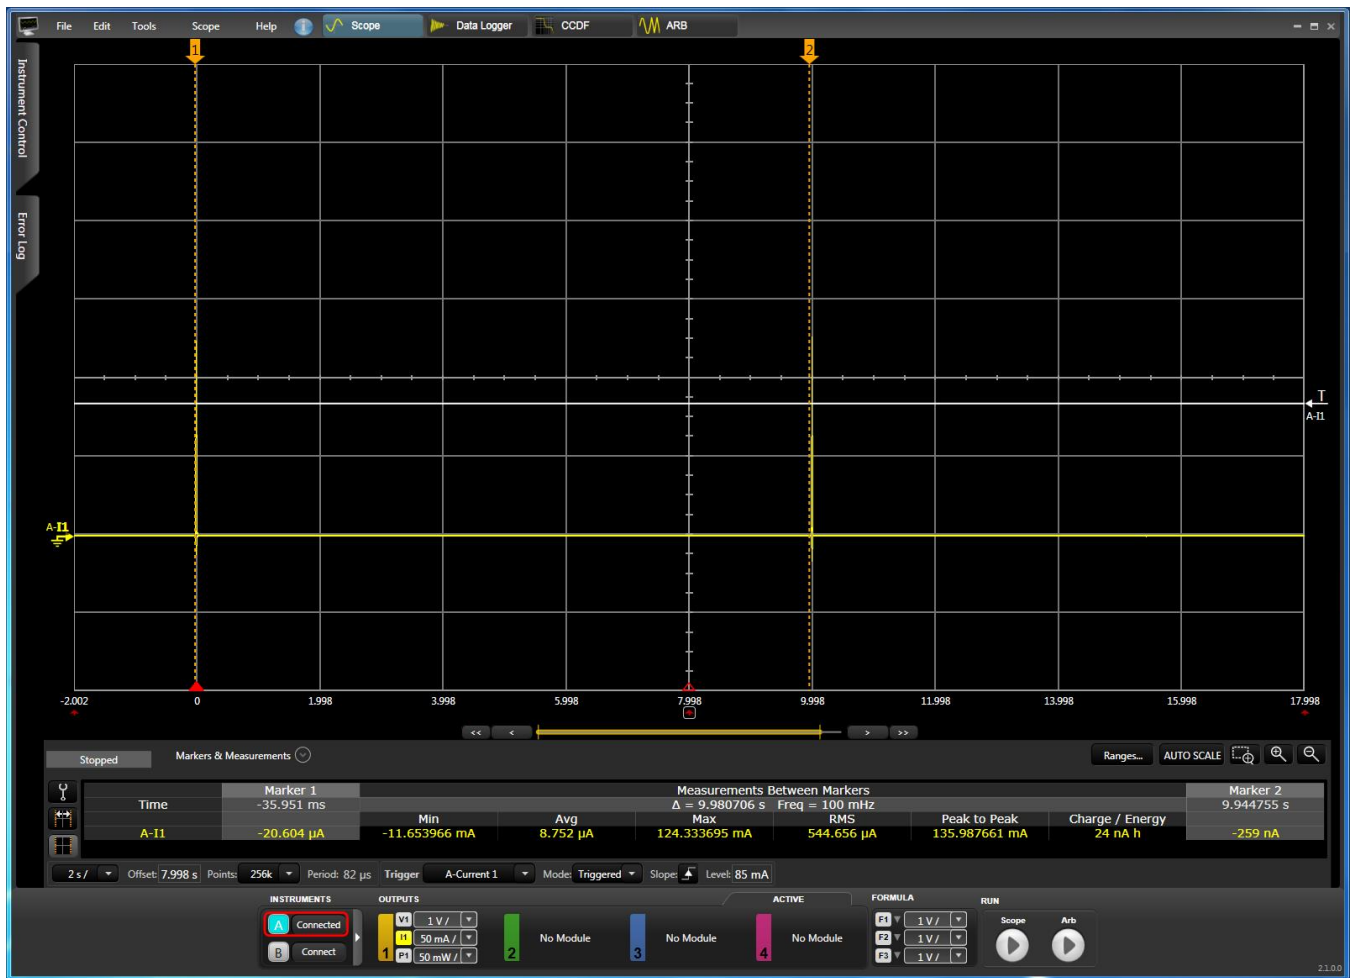 File Edit Tools Scope Help i Scope Data Logger CCDF ARB
1 2
Instrument Control
Error Log
T
A-I1
A-I1
-2.002 0 1.998 3.998 5.998 7.998 9.998 11.998 13.998 15.998 17.998
<< < > >>
Stopped Markers & Measurements Ranges... AUTO SCALE
Marker 1 Measurements Between Markers Marker 2
Time -35.951 ms Δ = 9.980706 s Freq = 100 mHz 9.944755 s
Min Avg Max RMS Peak to Peak Charge / Energy
A-I1 -20.604 µA -11.653966 mA 8.752 µA 124.333695 mA 544.656 µA 135.987661 mA 24 nA h -259 nA
2 s / Offset: 7.998 s Points: 256k Period: 82 µs Trigger A-Current 1 Mode: Triggered Slope: Level: 85 mA
INSTRUMENTS OUTPUTS ACTIVE FORMULA RUN
A Connected V1 1 V / F1 1 V / Scope Arb
I1 50 mA / No Module No Module No Module F2 1 V /
B Connect 1 P1 50 mW / 2 3 4 F3 1 V /
2.1.0.0